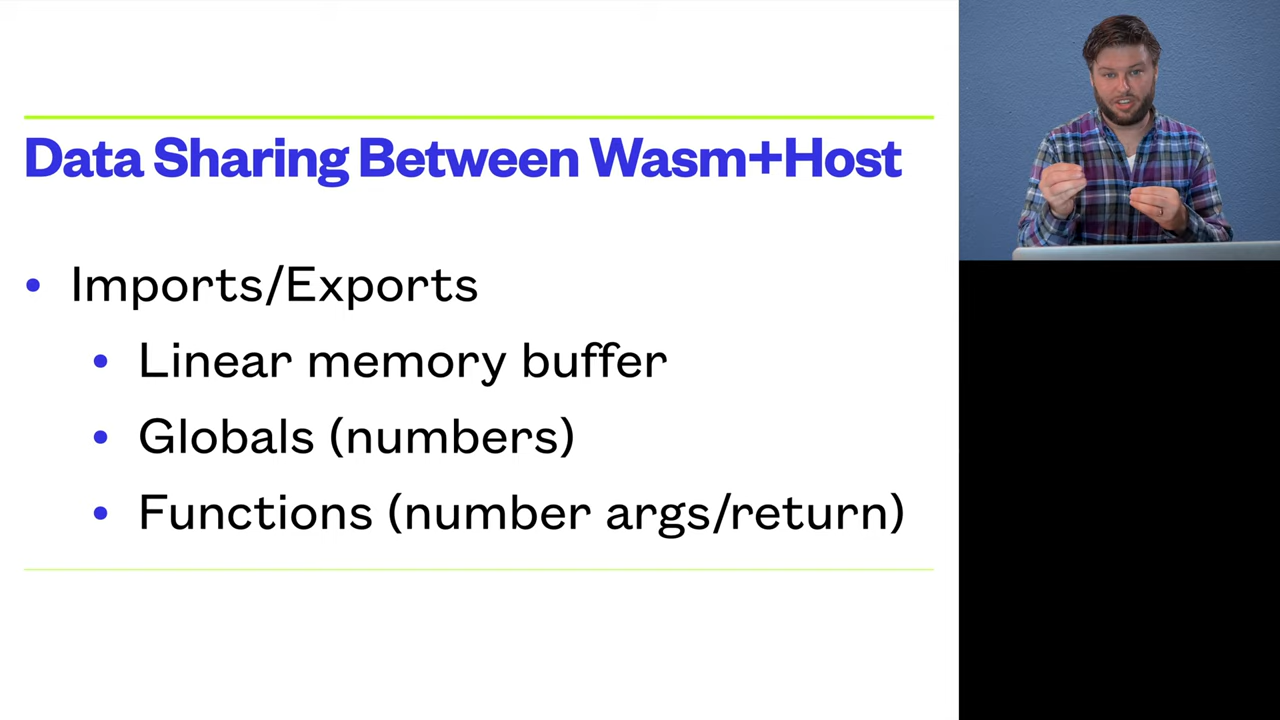 Data Sharing Between Wasm+Host
• Imports/Exports
• Linear memory buffer
• Globals (numbers)
• Functions (number args/return)